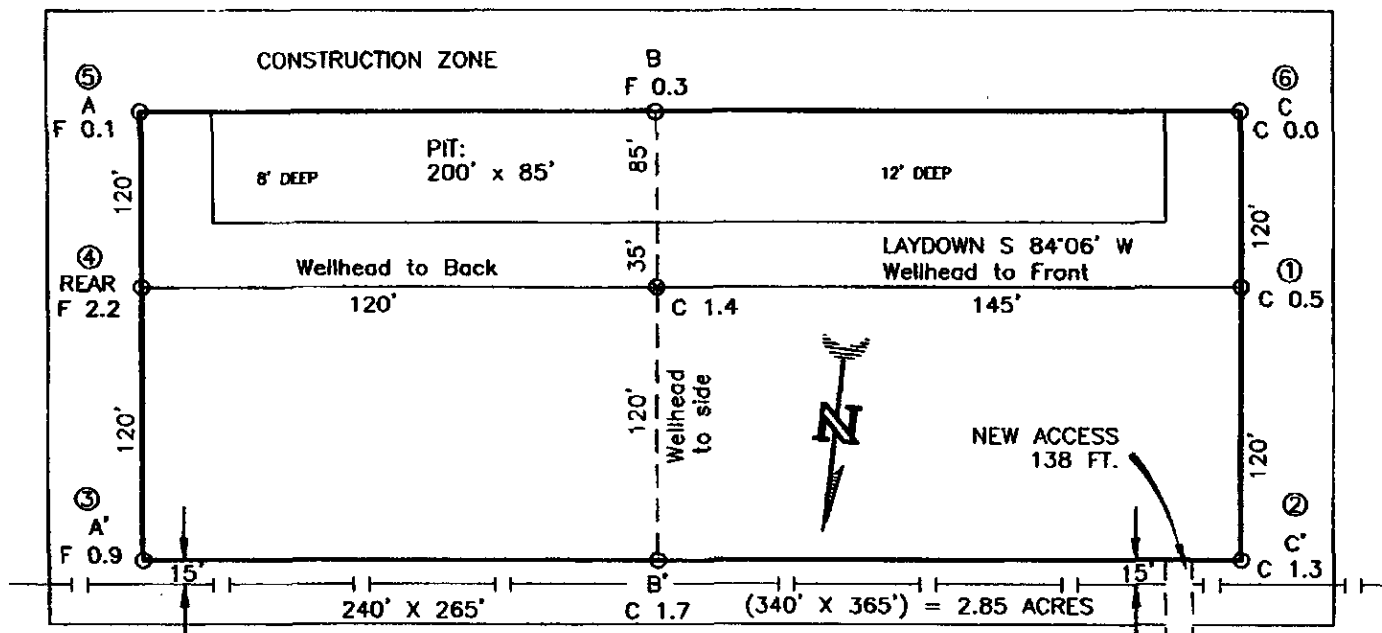 CONSTRUCTION ZONE
B
F 0.3
⑤
A
F 0.1
⑥
C
C 0.0
PIT:
200' x 85'
8' DEEP
85'
12' DEEP
120'
120'
④
REAR
F 2.2
Wellhead to Back
120'
35'
C 1.4
LAYDOWN S 84°06' W
Wellhead to Front
145'
①
C 0.5
120'
120'
Wellhead
to side
N
NEW ACCESS
138 FT.
120'
③
A'
F 0.9
②
C'
C 1.3
15'
15'
B'
C 1.7
240' X 265'
(340' X 365') = 2.85 ACRES